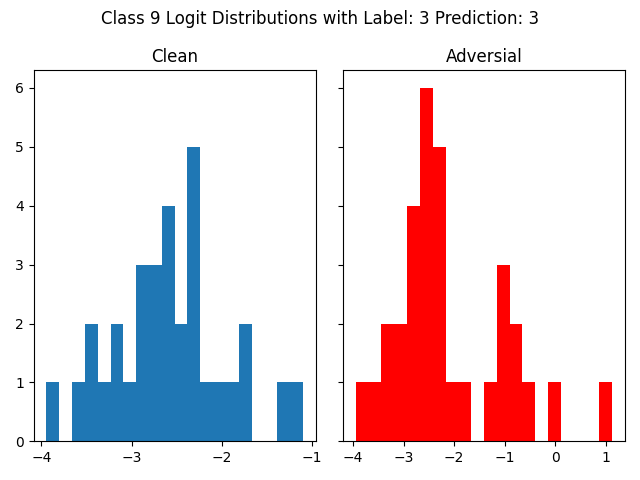 Class 9 Logit Distributions with Label: 3 Prediction: 3
Clean
Adversial
6
5
4
3
2
1
0
−4 −3 −2 −1
−4 −3 −2 −1 0 1